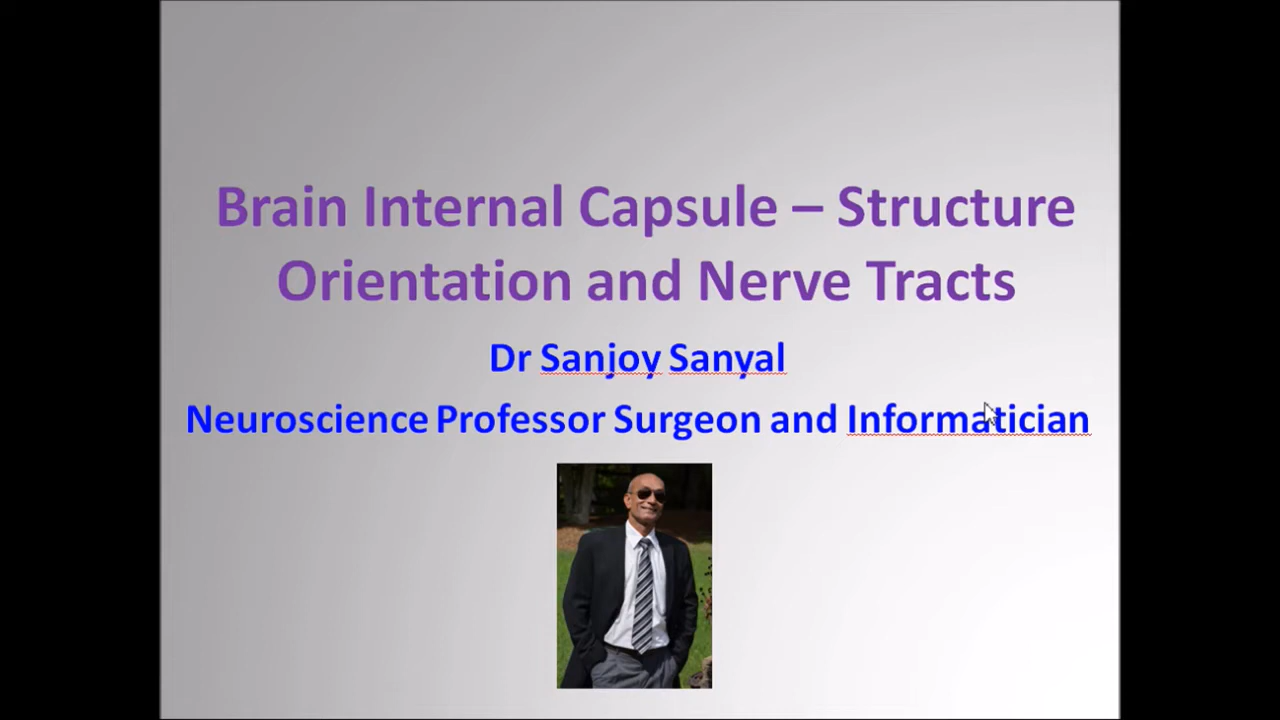 Brain Internal Capsule – Structure
Orientation and Nerve Tracts
Dr Sanjoy Sanyal
Neuroscience Professor Surgeon and Informatician